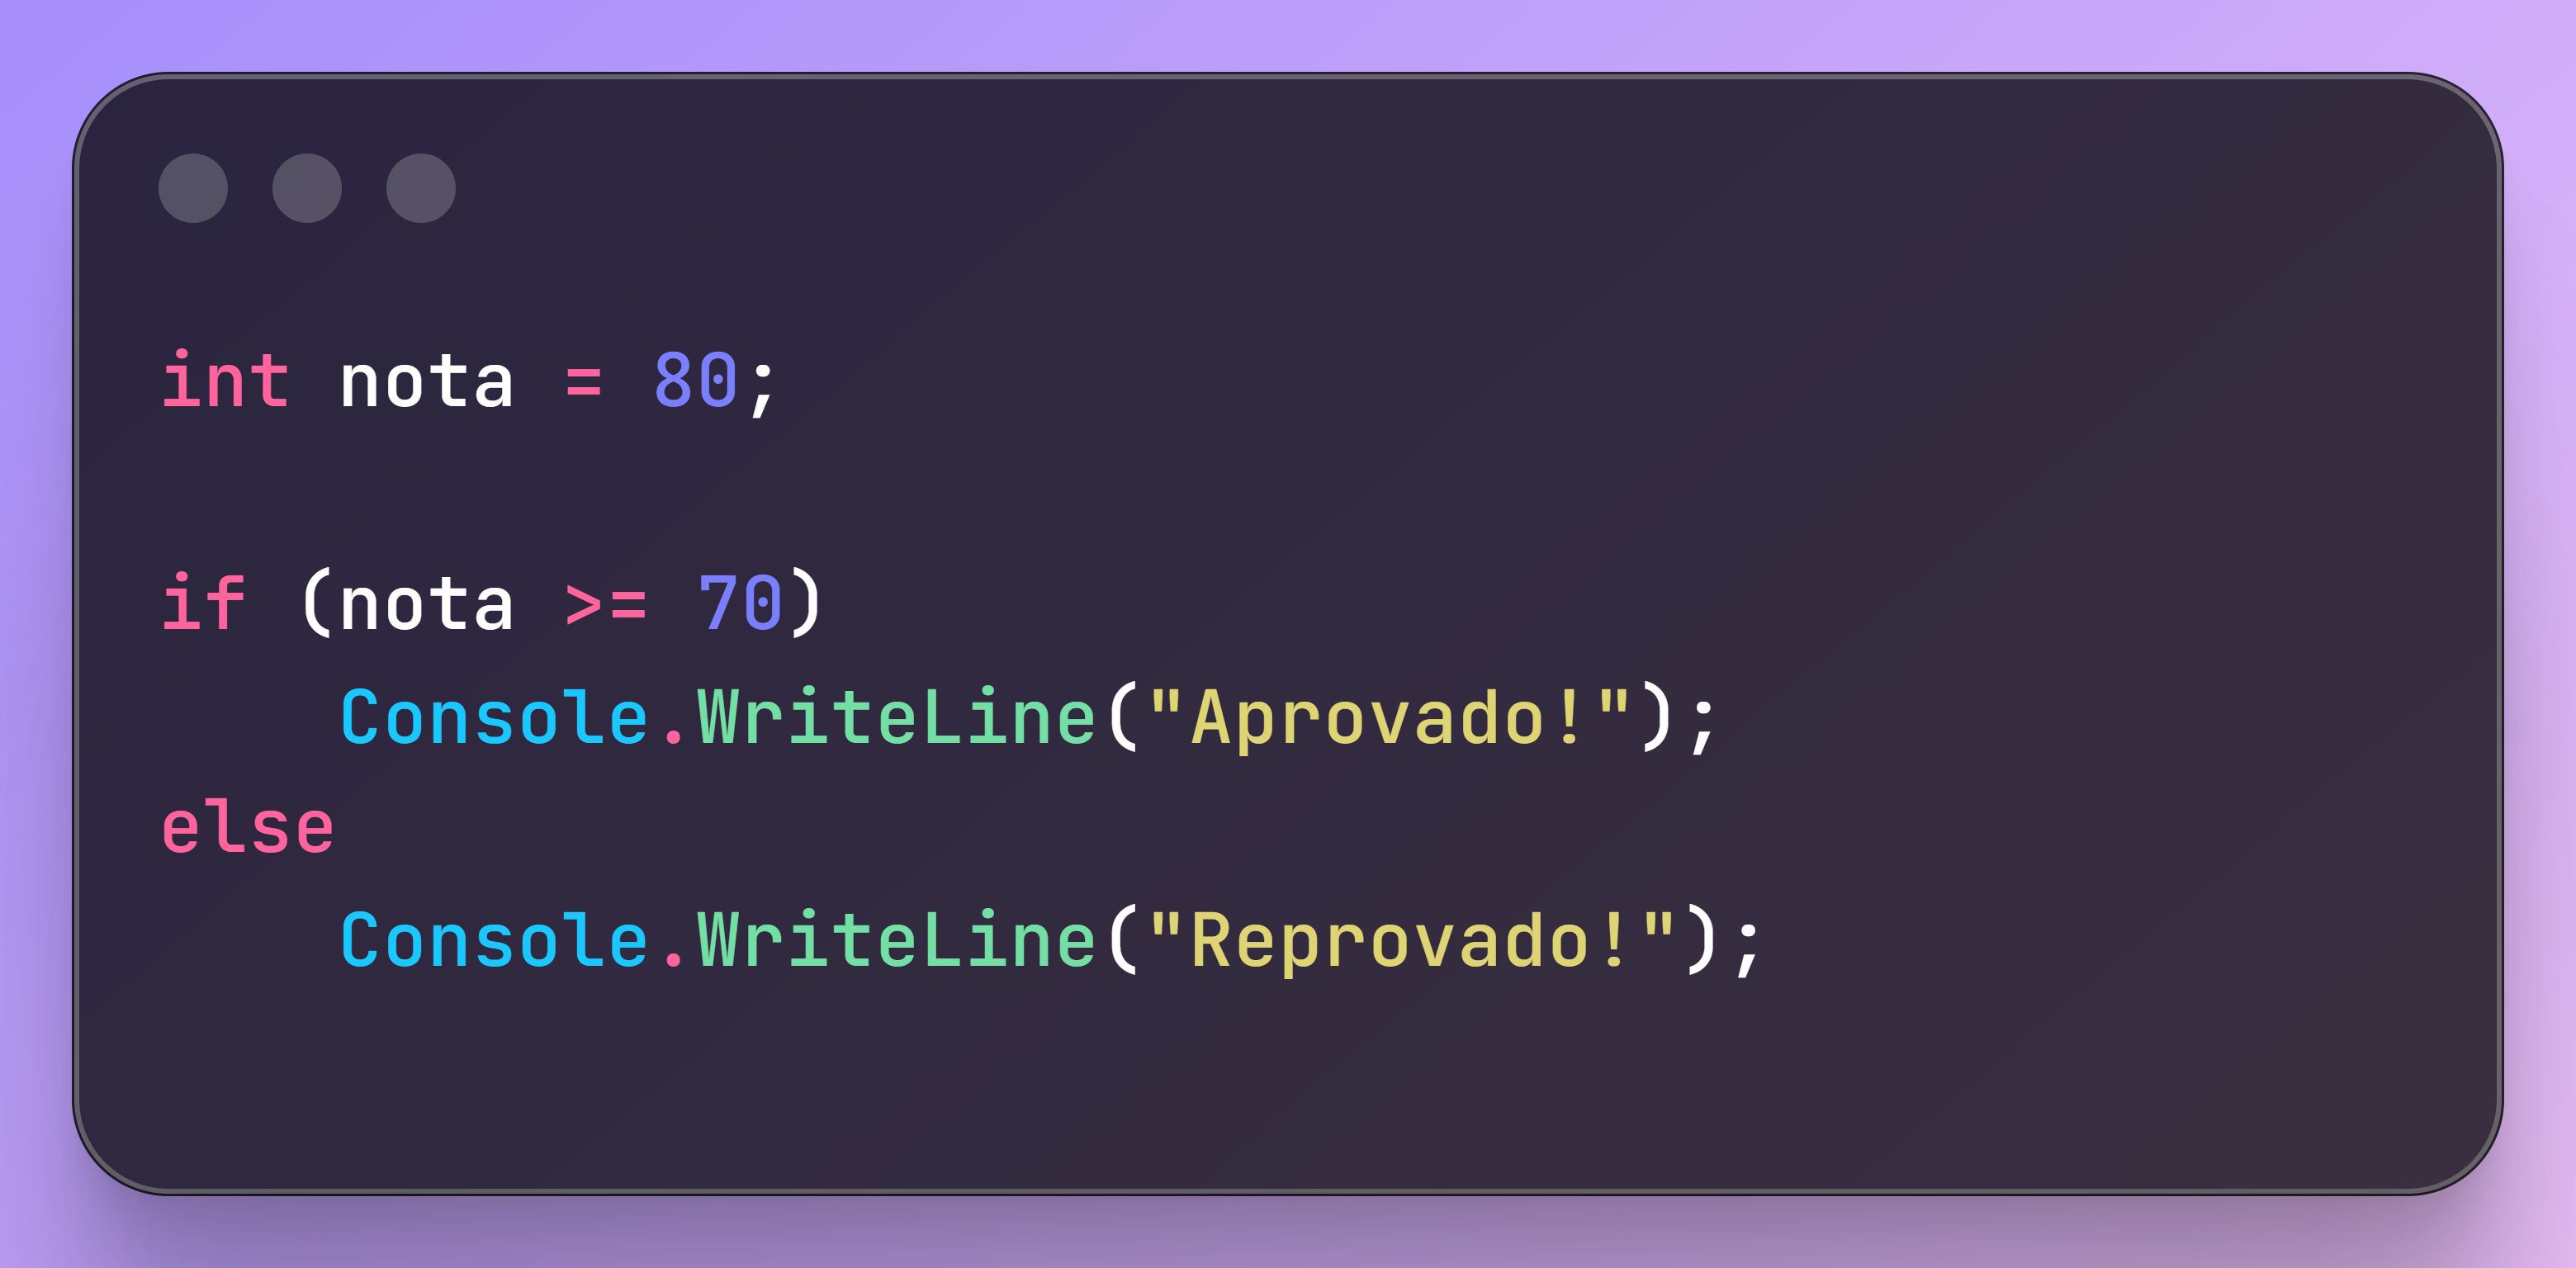 int nota = 80;
if (nota >= 70)
    Console.WriteLine("Aprovado!");
else
    Console.WriteLine("Reprovado!");